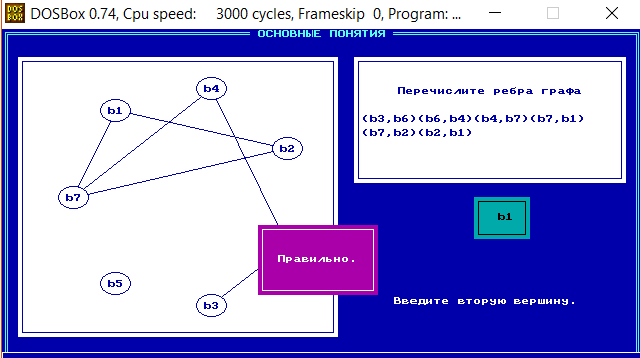 DOSBox 0.74, Cpu speed: 3000 cycles, Frameskip 0, Program: ...
ОСНОВНЫЕ ПОНЯТИЯ
b4
b1
b2
b7
b5
b3
Правильно.
Перечислите ребра графа
(b3,b6)(b6,b4)(b4,b7)(b7,b1)
(b7,b2)(b2,b1)
b1
Введите вторую вершину.